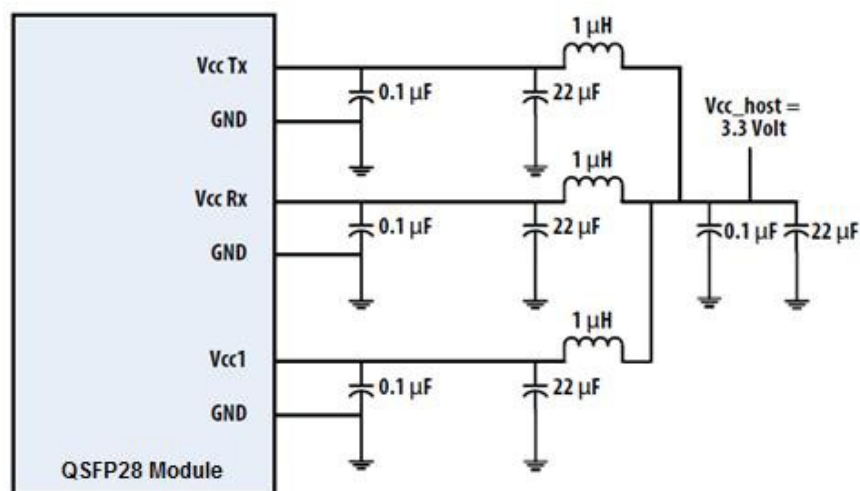 1 µH
Vcc Tx
0.1 µF
22 µF
GND
Vcc_host =
3.3 Volt
1 µH
Vcc Rx
0.1 µF
22 µF
0.1 µF
22 µF
GND
1 µH
Vcc1
0.1 µF
22 µF
GND
QSFP28 Module